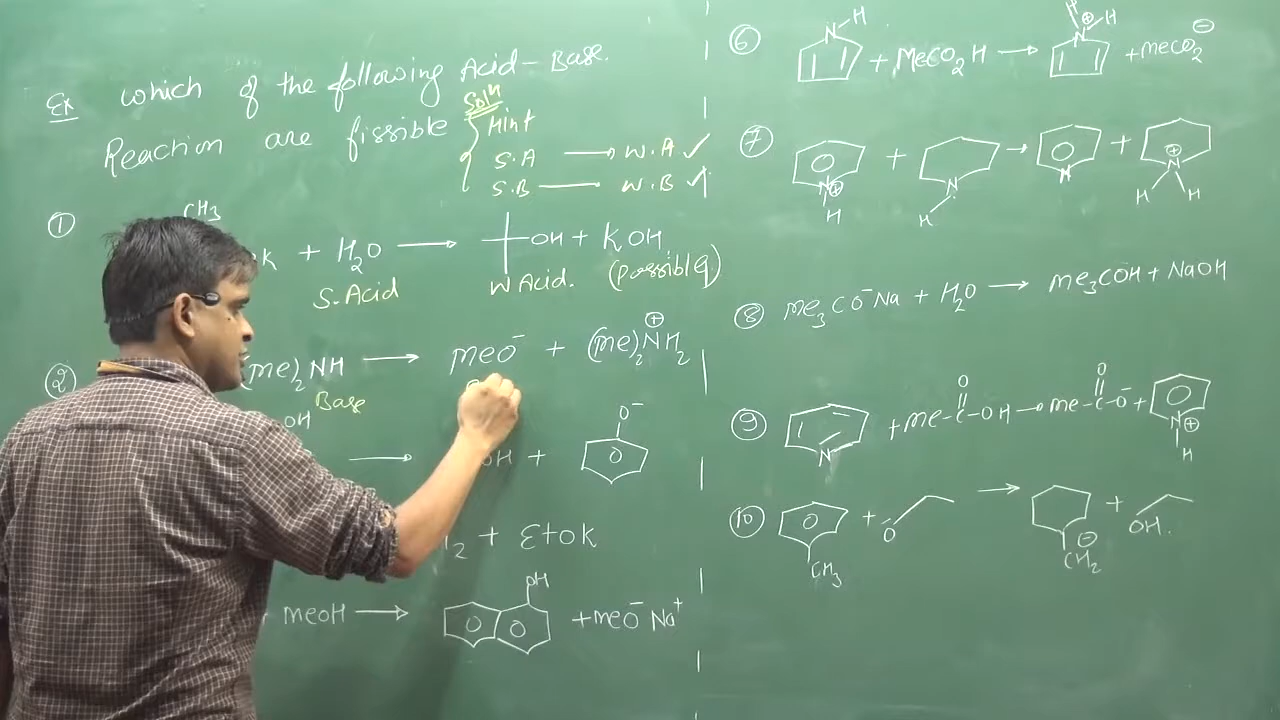 Ex which of the following Acid-Base.
Reaction are fissible
Solⁿ
Hint
S.A → W.A ✓
S.B → W.B ✓
① CH₃
K + H₂O → OH + KOH
S.Acid W Acid. (Possible)
② (me)₂NH → meO⁻ + (me)₂N⊕H₂
Base
OH
→ OH + O⁻
₂ + EtOK
meOH → OH + meO⁻ Na⁺
⑥ N H + MeCO₂H → N⊕ H H + meCO₂⊖
⑦ N⊕ H + N̈ H → N + N⊕ H H
⑧ me₃CO⁻Na + H₂O → me₃COH + NaOH
⑨ N + me-C(=O)-OH → me-C(=O)-O⁻ + N⊕ H
⑩ CH₃ + O⁻ → CH₂⊖ + OH.